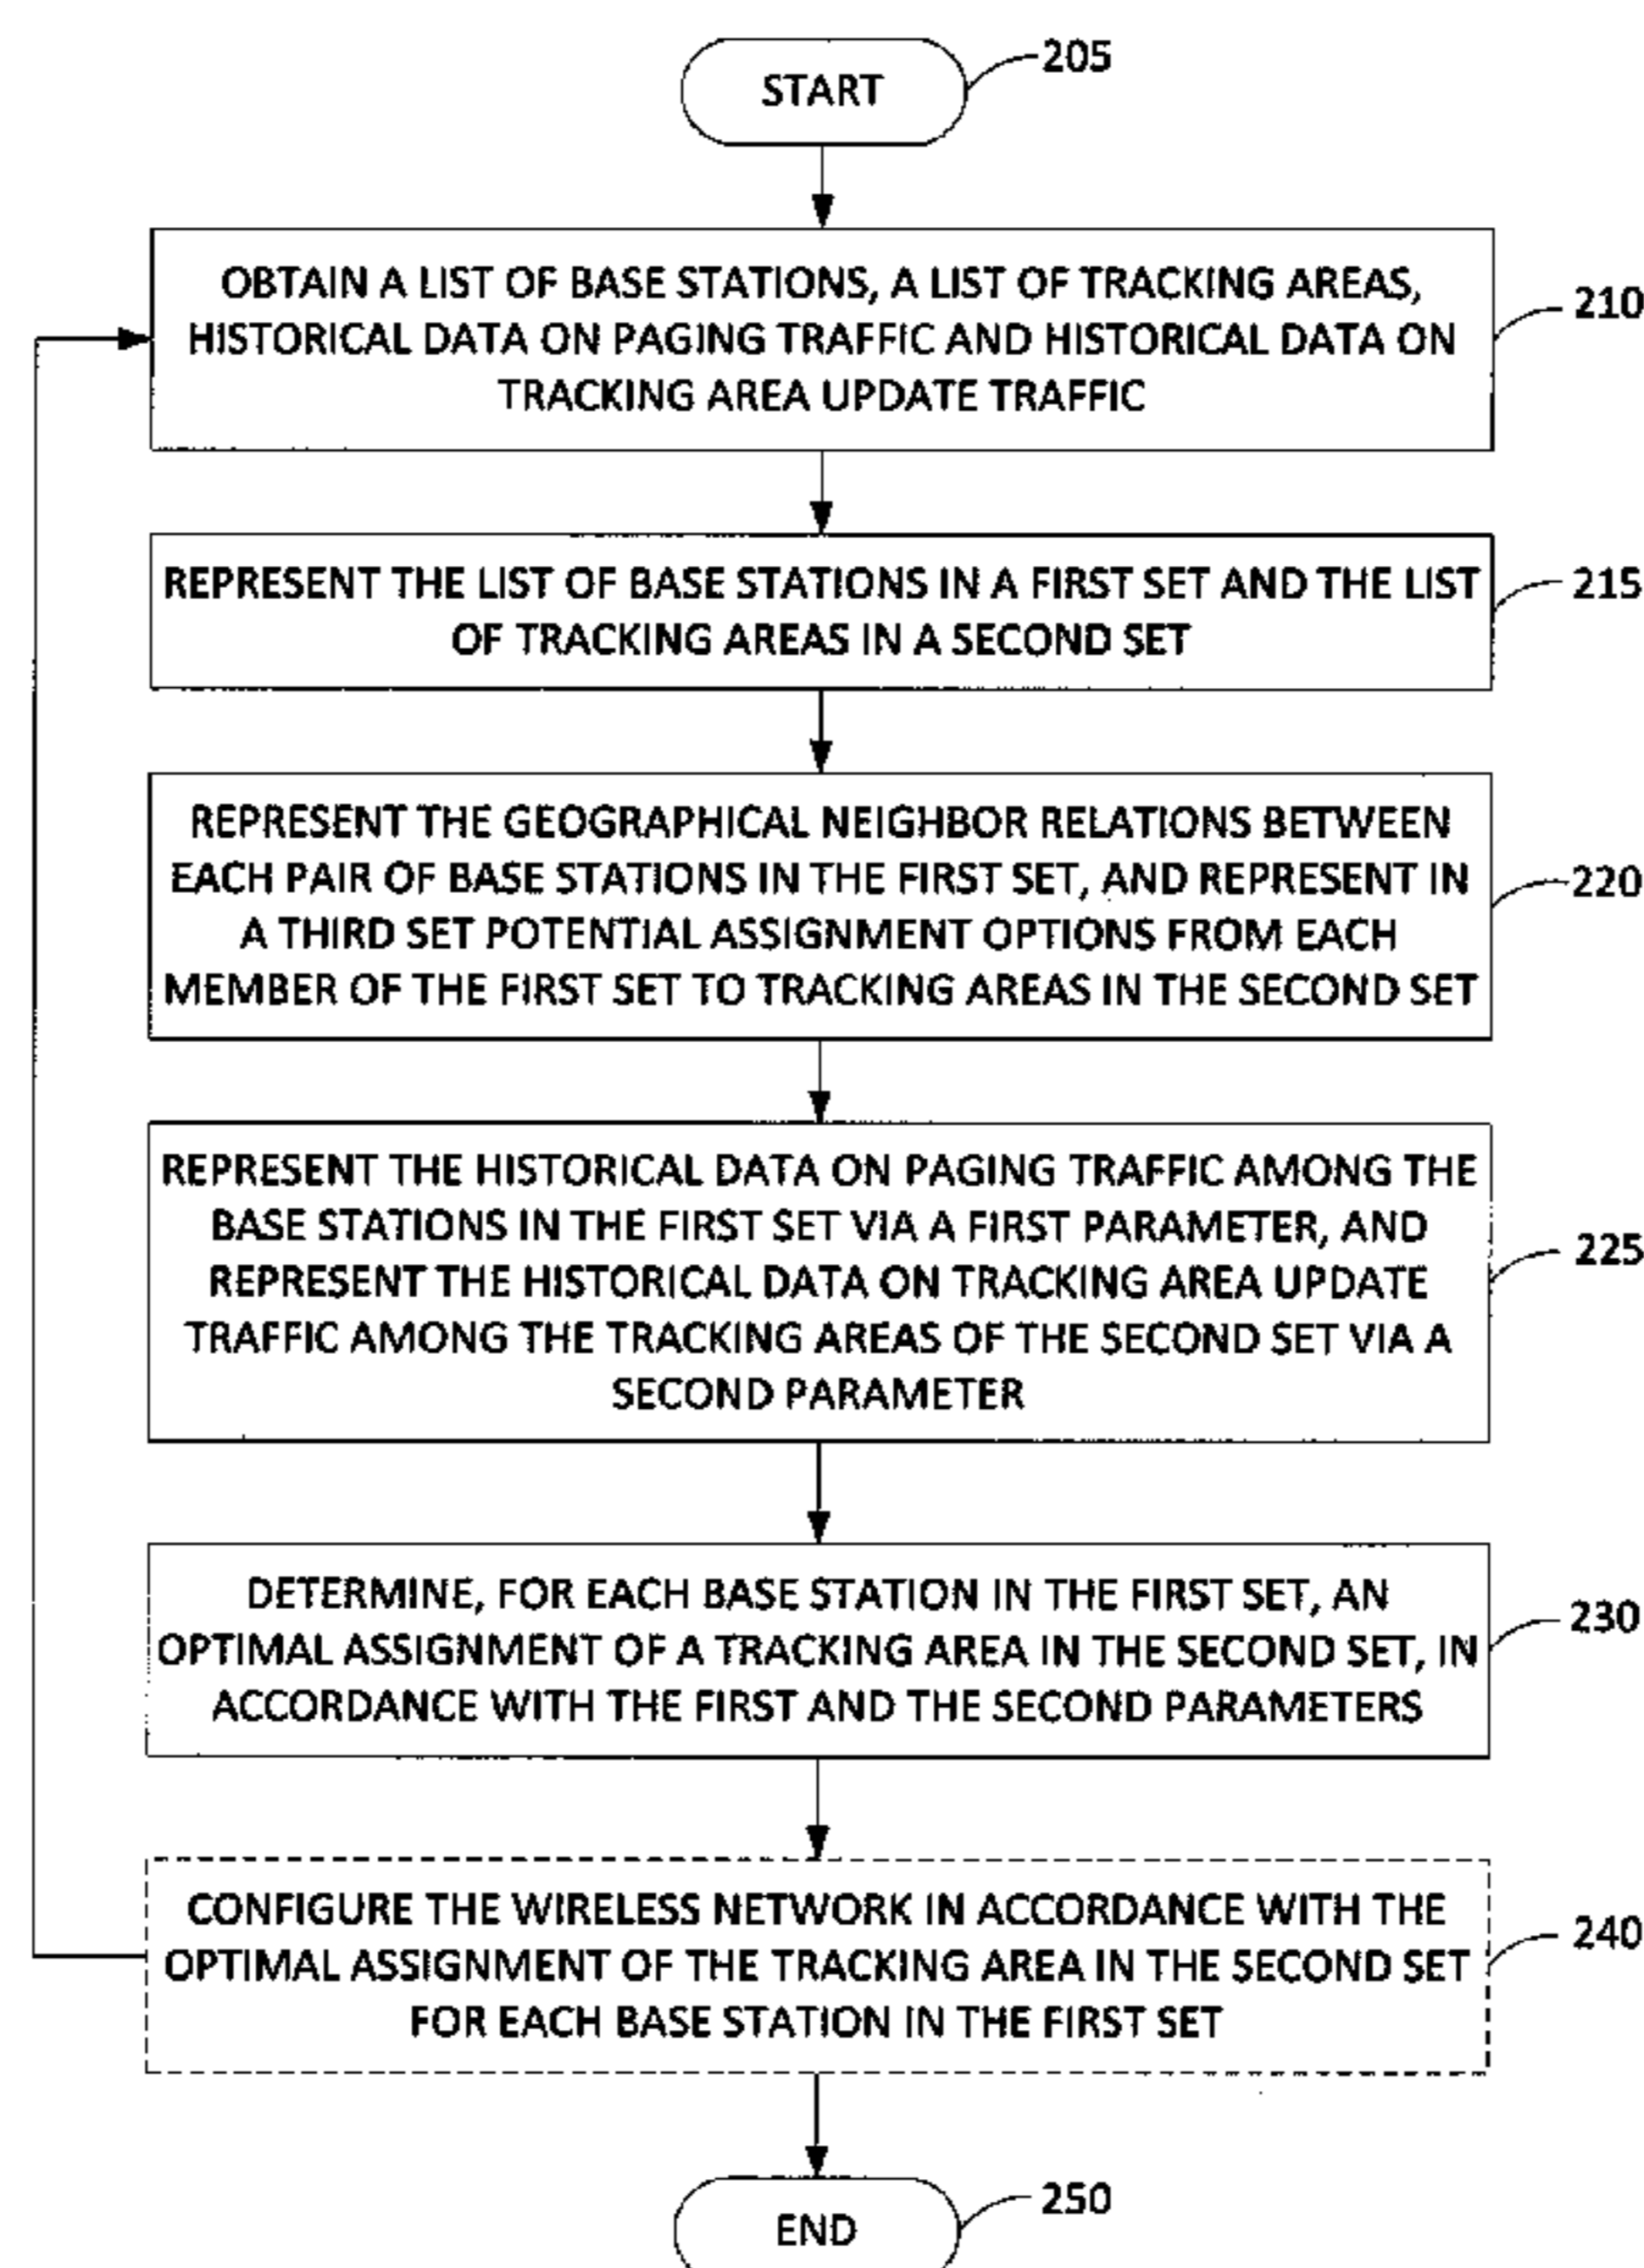 START
205
OBTAIN A LIST OF BASE STATIONS, A LIST OF TRACKING AREAS,
HISTORICAL DATA ON PAGING TRAFFIC AND HISTORICAL DATA ON
TRACKING AREA UPDATE TRAFFIC
210
REPRESENT THE LIST OF BASE STATIONS IN A FIRST SET AND THE LIST
OF TRACKING AREAS IN A SECOND SET
215
REPRESENT THE GEOGRAPHICAL NEIGHBOR RELATIONS BETWEEN
EACH PAIR OF BASE STATIONS IN THE FIRST SET, AND REPRESENT IN
A THIRD SET POTENTIAL ASSIGNMENT OPTIONS FROM EACH
MEMBER OF THE FIRST SET TO TRACKING AREAS IN THE SECOND SET
220
REPRESENT THE HISTORICAL DATA ON PAGING TRAFFIC AMONG THE
BASE STATIONS IN THE FIRST SET VIA A FIRST PARAMETER, AND
REPRESENT THE HISTORICAL DATA ON TRACKING AREA UPDATE
TRAFFIC AMONG THE TRACKING AREAS OF THE SECOND SET VIA A
SECOND PARAMETER
225
DETERMINE, FOR EACH BASE STATION IN THE FIRST SET, AN
OPTIMAL ASSIGNMENT OF A TRACKING AREA IN THE SECOND SET, IN
ACCORDANCE WITH THE FIRST AND THE SECOND PARAMETERS
230
CONFIGURE THE WIRELESS NETWORK IN ACCORDANCE WITH THE
OPTIMAL ASSIGNMENT OF THE TRACKING AREA IN THE SECOND SET
FOR EACH BASE STATION IN THE FIRST SET
240
END
250